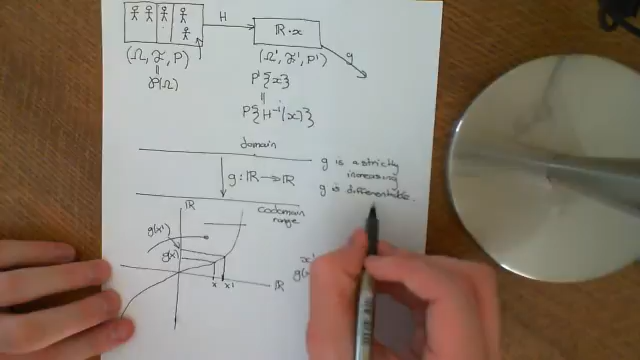 H
ℝ · x
g
(Ω, ℱ, P)
(Ω', ℱ', P')
||
𝒫(Ω)
P'{x}
||
P{H⁻¹(x)}
domain
g is a strictly
increasing
g : ℝ → ℝ
g is differentiable.
ℝ
codomain
range
g(x')
g(x)
x'
x x'
ℝ